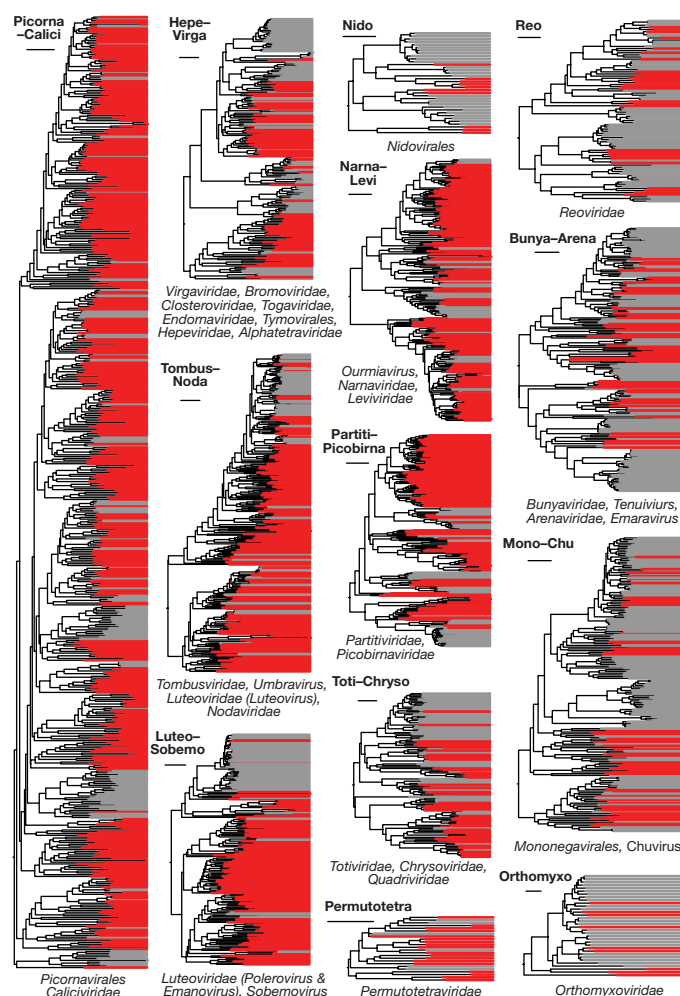 Picorna
–Calici
Picornavirales
Caliciviridae
Hepe–
Virga
Virgaviridae, Bromoviridae,
Closteroviridae, Togaviridae,
Endornaviridae, Tymovirales,
Hepeviridae, Alphatetraviridae
Tombus–
Noda
Tombusviridae, Umbravirus,
Luteoviridae (Luteovirus),
Nodaviridae
Luteo–
Sobemo
Luteoviridae (Polerovirus &
Emanovirus), Sobemovirus
Nido
Nidovirales
Narna–
Levi
Ourmiavirus,
Narnaviridae,
Leviviridae
Partiti–
Picobirna
Partitiviridae,
Picobirnaviridae
Toti–Chryso
Totiviridae, Chrysoviridae,
Quadriviridae
Permutotetra
Permutotetraviridae
Reo
Reoviridae
Bunya–Arena
Bunyaviridae, Tenuiviurs,
Arenaviridae, Emaravirus
Mono–Chu
Mononegavirales, Chuvirus
Orthomyxo
Orthomyxoviridae